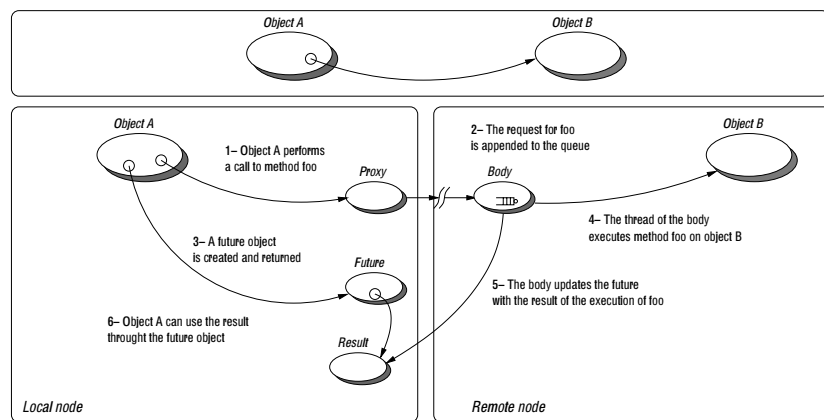 Object A
Object B
Object A
1– Object A performs
a call to method foo
Proxy
2– The request for foo
is appended to the queue
Object B
Body
4– The thread of the body
executes method foo on object B
3– A future object
is created and returned
Future
5– The body updates the future
with the result of the execution of foo
6– Object A can use the result
throught the future object
Result
Local node
Remote node